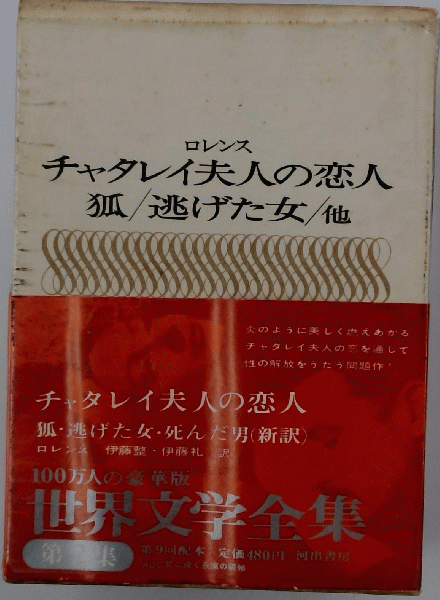 ロレンス
チャタレイ夫人の恋人
狐/逃げた女/他
炎のように美しく燃えあがる
チャタレイ夫人の恋を通して
性の解放をうたう問題作!
チャタレイ夫人の恋人
狐・逃げた女・死んだ男(新訳)
ロレンス 伊藤整・伊藤礼 訳
100万人の豪華版
世界文学全集
第 集
第9回配本・定価480円 河出書房